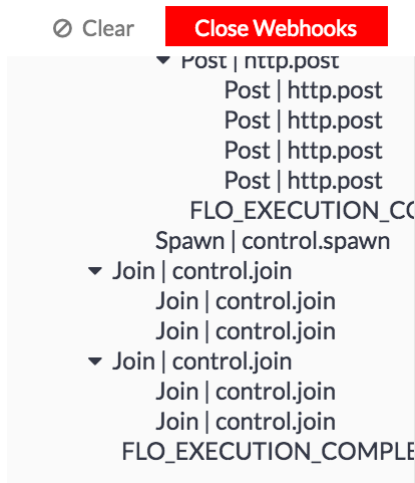 Clear
Close Webhooks
Post | http.post
Post | http.post
Post | http.post
Post | http.post
Post | http.post
FLO_EXECUTION_CO
Spawn | control.spawn
Join | control.join
Join | control.join
Join | control.join
Join | control.join
Join | control.join
Join | control.join
FLO_EXECUTION_COMPLE